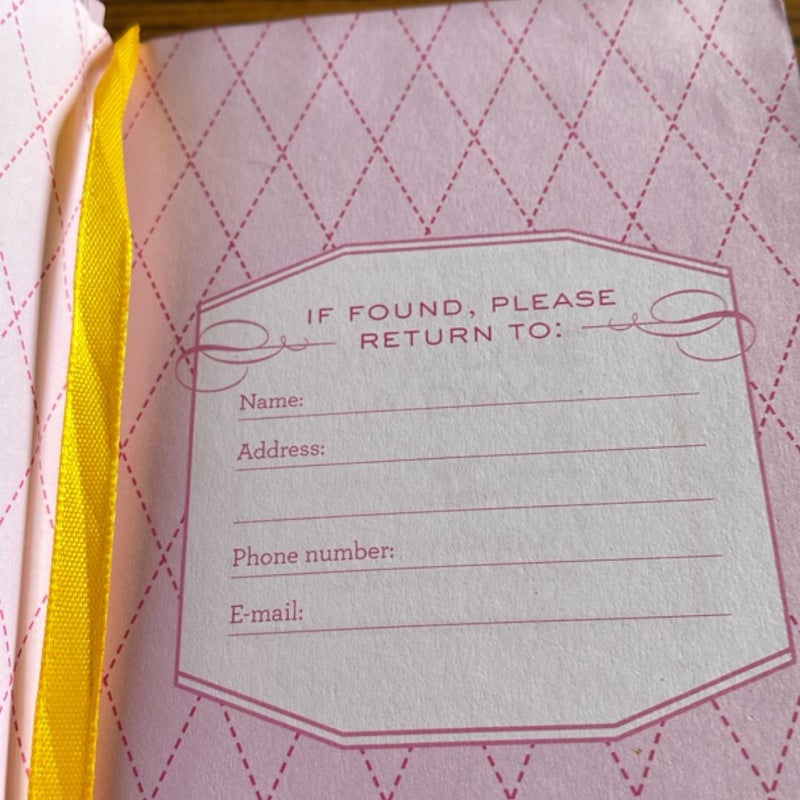 IF FOUND, PLEASE
RETURN TO:
Name:
Address:
Phone number:
E-mail: